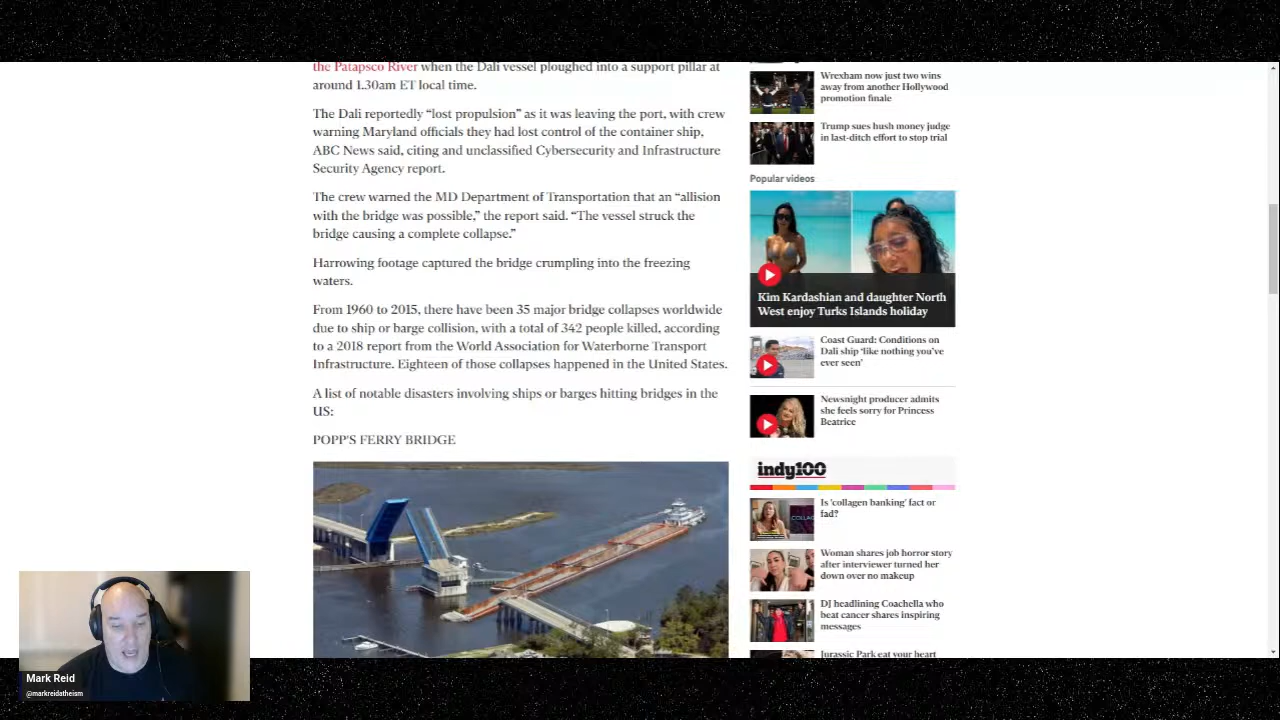 the Patapsco River when the Dali vessel ploughed into a support pillar at
around 1.30am ET local time.
The Dali reportedly “lost propulsion” as it was leaving the port, with crew
warning Maryland officials they had lost control of the container ship,
ABC News said, citing and unclassified Cybersecurity and Infrastructure
Security Agency report.
The crew warned the MD Department of Transportation that an “allision
with the bridge was possible,” the report said. “The vessel struck the
bridge causing a complete collapse.”
Harrowing footage captured the bridge crumpling into the freezing
waters.
From 1960 to 2015, there have been 35 major bridge collapses worldwide
due to ship or barge collision, with a total of 342 people killed, according
to a 2018 report from the World Association for Waterborne Transport
Infrastructure. Eighteen of those collapses happened in the United States.
A list of notable disasters involving ships or barges hitting bridges in the
US:
POPP'S FERRY BRIDGE
Wrexham now just two wins
away from another Hollywood
promotion finale
Trump sues hush money judge
in last-ditch effort to stop trial
Popular videos
Kim Kardashian and daughter North
West enjoy Turks Islands holiday
Coast Guard: Conditions on
Dali ship ‘like nothing you’ve
ever seen’
Newsnight producer admits
she feels sorry for Princess
Beatrice
indy100
Is ‘collagen banking’ fact or
fad?
Woman shares job horror story
after interviewer turned her
down over no makeup
DJ headlining Coachella who
beat cancer shares inspiring
messages
Jurassic Park eat your heart
Mark Reid
@markreidatheism